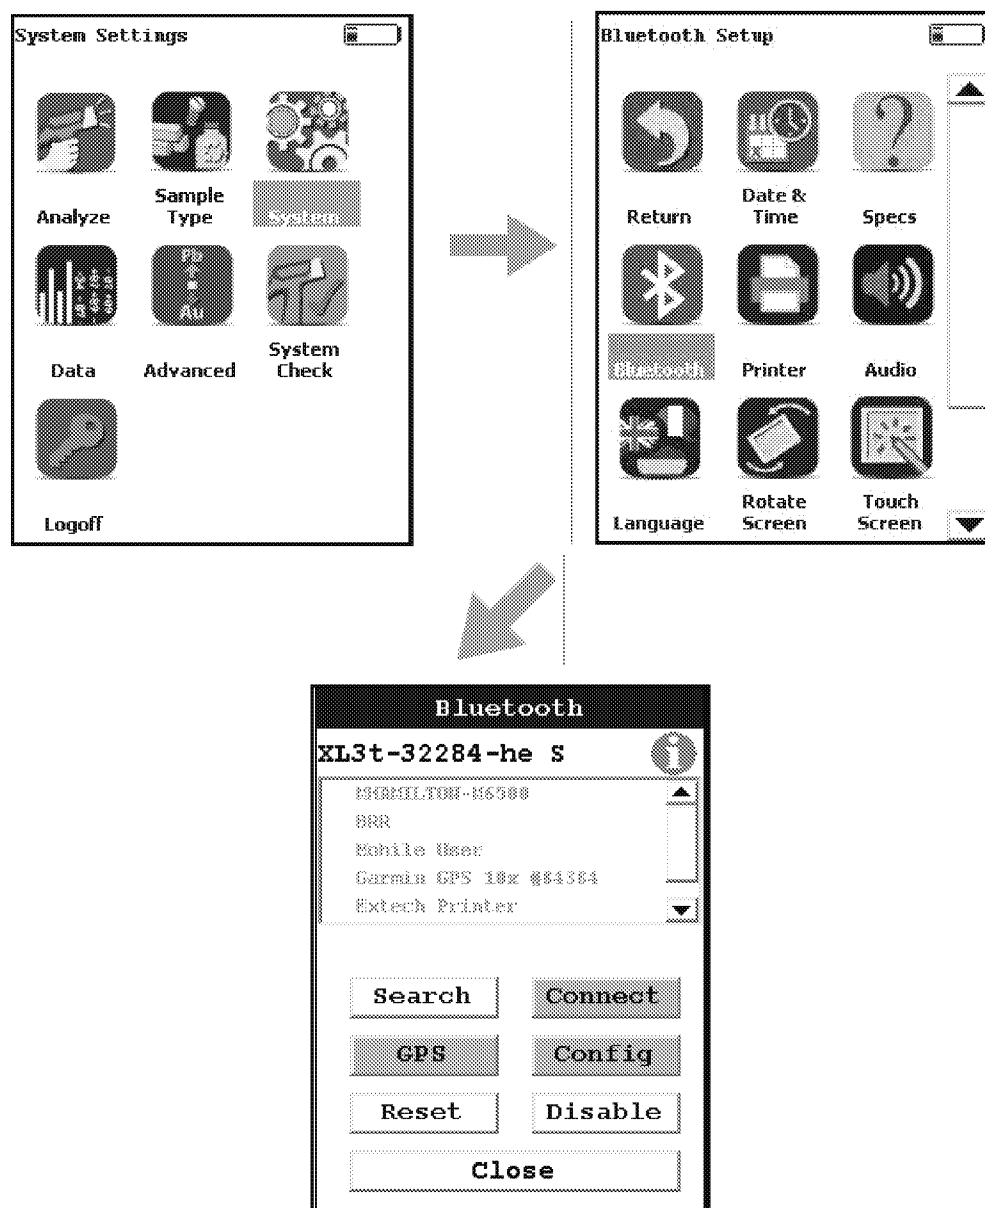 System Settings
Analyze
Sample
Type
System
Data
Pb
Au
Advanced
System
Check
Logoff
Bluetooth Setup
Return
Date &
Time
Specs
Bluetooth
Printer
Audio
Language
Rotate
Screen
Touch
Screen
Bluetooth
XL3t-32284-he S
i
BRR
Mobile User
Garmin GPS 10x
Extech Printer
Search
Connect
GPS
Config
Reset
Disable
Close